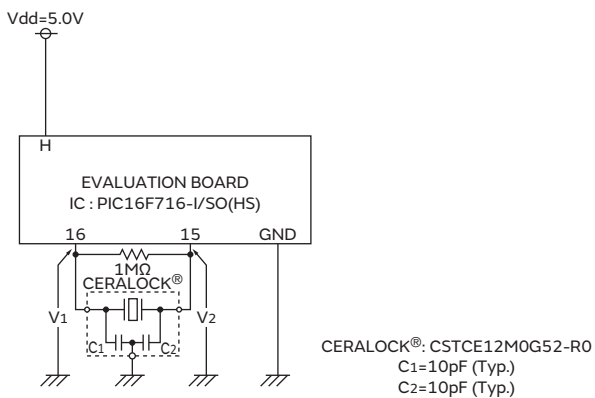 Vdd=5.0V
H
EVALUATION BOARD
IC : PIC16F716-I/SO(HS)
16 15 GND
1MΩ
CERALOCK®
V1 V2
C1 C2
CERALOCK®: CSTCE12M0G52-R0
C1=10pF (Typ.)
C2=10pF (Typ.)